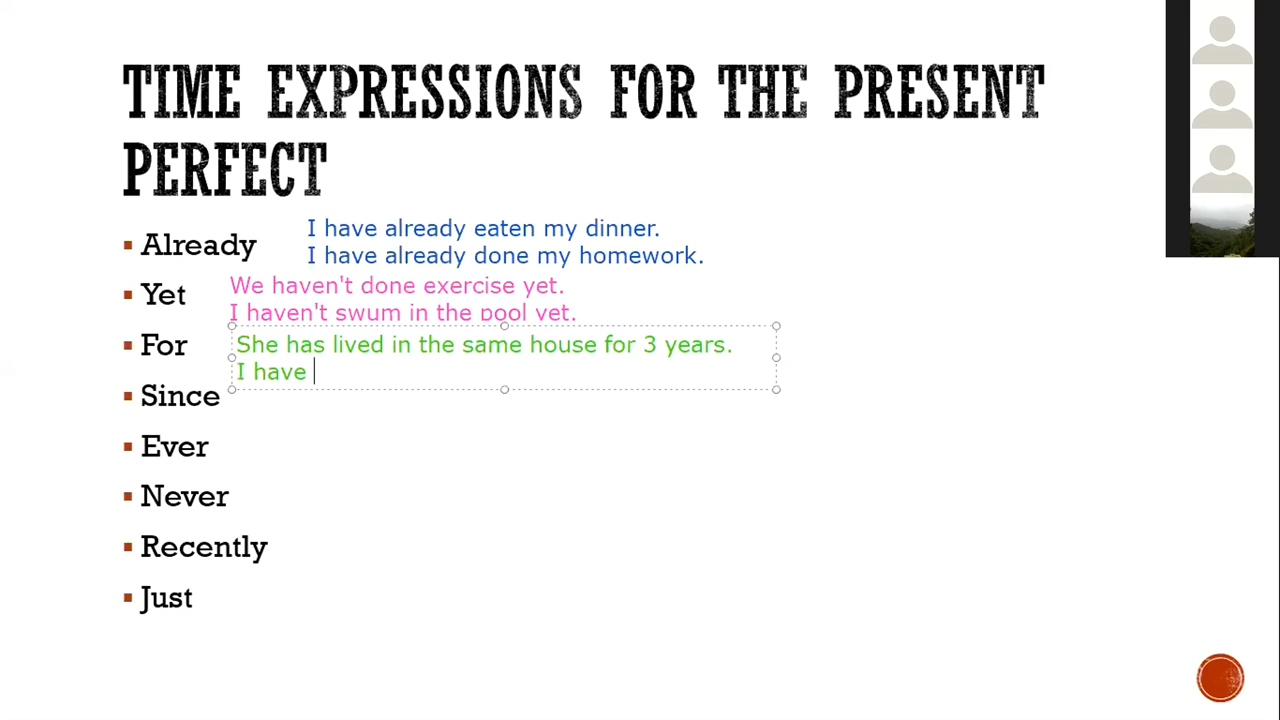 TIME EXPRESSIONS FOR THE PRESENT
PERFECT
Already
I have already eaten my dinner.
I have already done my homework.
Yet
We haven't done exercise yet.
I haven't swum in the pool yet.
For
She has lived in the same house for 3 years.
I have
Since
Ever
Never
Recently
Just